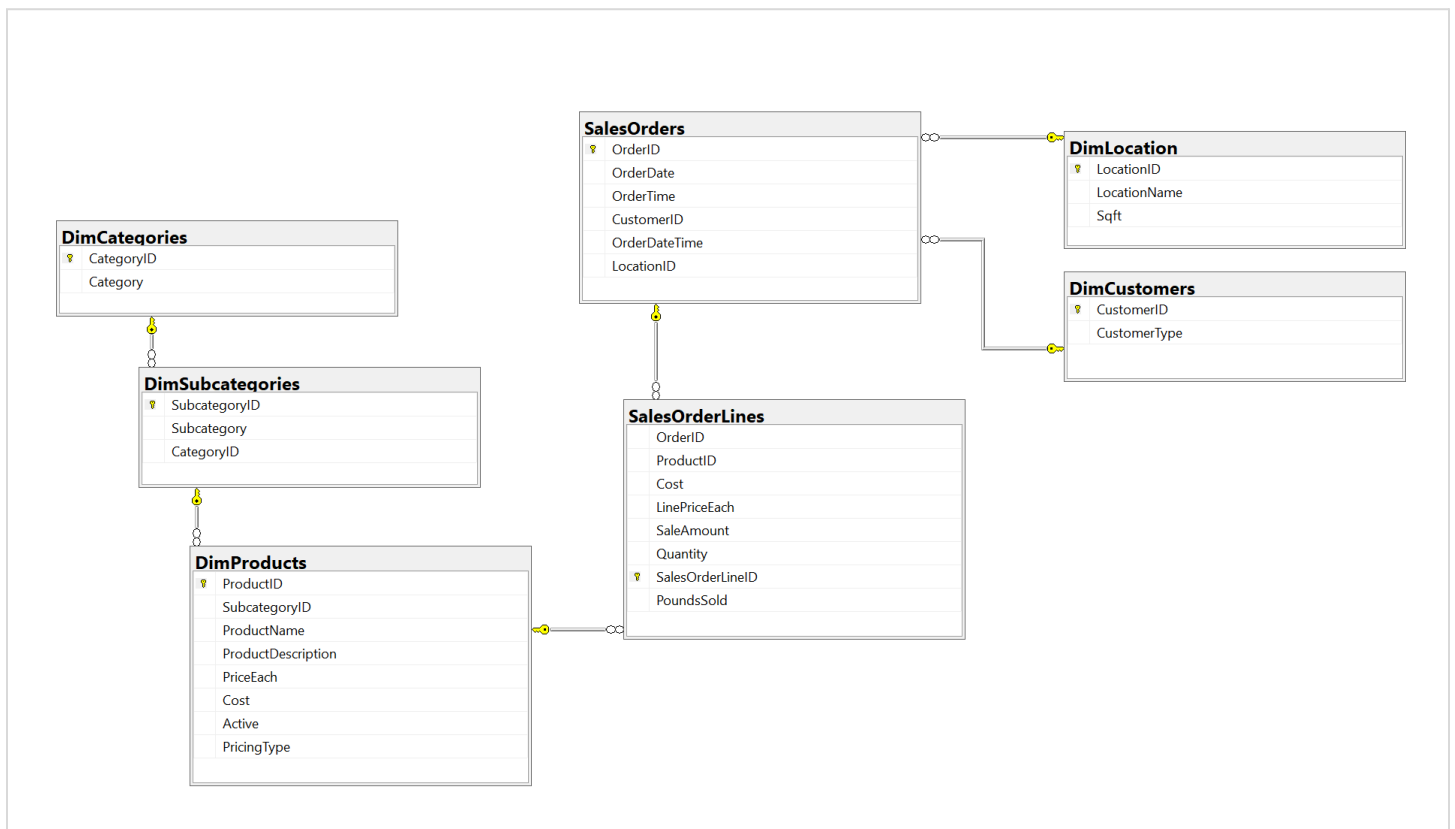 DimCategories
CategoryID
Category
DimSubcategories
SubcategoryID
Subcategory
CategoryID
DimProducts
ProductID
SubcategoryID
ProductName
ProductDescription
PriceEach
Cost
Active
PricingType
SalesOrders
OrderID
OrderDate
OrderTime
CustomerID
OrderDateTime
LocationID
SalesOrderLines
OrderID
ProductID
Cost
LinePriceEach
SaleAmount
Quantity
SalesOrderLineID
PoundsSold
DimLocation
LocationID
LocationName
Sqft
DimCustomers
CustomerID
CustomerType